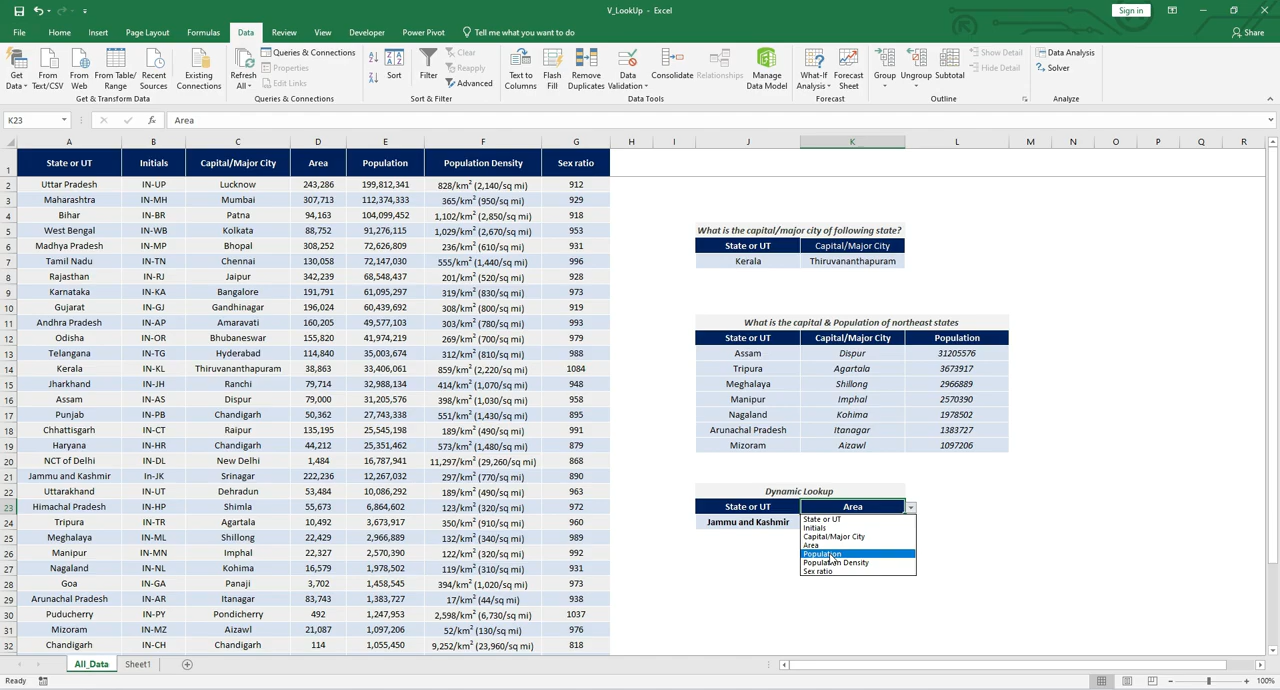 V_LookUp - Excel
Sign in
File Home Insert Page Layout Formulas Data Review View Developer Power Pivot Tell me what you want to do Share
Get Data
From Text/CSV
From Web
From Table/ Range
Recent Sources
Existing Connections
Get & Transform Data
Refresh All
Queries & Connections
Properties
Edit Links
Queries & Connections
Sort
Filter
Clear
Reapply
Advanced
Sort & Filter
Text to Columns
Flash Fill
Remove Duplicates
Data Validation
Consolidate
Relationships
Manage Data Model
Data Tools
What-If Analysis
Forecast Sheet
Forecast
Group
Ungroup
Subtotal
Show Detail
Hide Detail
Outline
Data Analysis
Solver
Analyze
K23 fx Area
A B C D E F G H I J K L M N O P Q R
1 State or UT Initials Capital/Major City Area Population Population Density Sex ratio
2 Uttar Pradesh IN-UP Lucknow 243,286 199,812,341 828/km² (2,140/sq mi) 912
3 Maharashtra IN-MH Mumbai 307,713 112,374,333 365/km² (950/sq mi) 929
4 Bihar IN-BR Patna 94,163 104,099,452 1,102/km² (2,850/sq mi) 918
5 West Bengal IN-WB Kolkata 88,752 91,276,115 1,029/km² (2,670/sq mi) 953
6 Madhya Pradesh IN-MP Bhopal 308,252 72,626,809 236/km² (610/sq mi) 931
7 Tamil Nadu IN-TN Chennai 130,058 72,147,030 555/km² (1,440/sq mi) 996
8 Rajasthan IN-RJ Jaipur 342,239 68,548,437 201/km² (520/sq mi) 928
9 Karnataka IN-KA Bangalore 191,791 61,095,297 319/km² (830/sq mi) 973
10 Gujarat IN-GJ Gandhinagar 196,024 60,439,692 308/km² (800/sq mi) 919
11 Andhra Pradesh IN-AP Amaravati 160,205 49,577,103 303/km² (780/sq mi) 993
12 Odisha IN-OR Bhubaneswar 155,820 41,974,219 269/km² (700/sq mi) 979
13 Telangana IN-TG Hyderabad 114,840 35,003,674 312/km² (810/sq mi) 988
14 Kerala IN-KL Thiruvananthapuram 38,863 33,406,061 859/km² (2,220/sq mi) 1084
15 Jharkhand IN-JH Ranchi 79,714 32,988,134 414/km² (1,070/sq mi) 948
16 Assam IN-AS Dispur 79,000 31,205,576 398/km² (1,030/sq mi) 958
17 Punjab IN-PB Chandigarh 50,362 27,743,338 551/km² (1,430/sq mi) 895
18 Chhattisgarh IN-CT Raipur 135,195 25,545,198 189/km² (490/sq mi) 991
19 Haryana IN-HR Chandigarh 44,212 25,351,462 573/km² (1,480/sq mi) 879
20 NCT of Delhi IN-DL New Delhi 1,484 16,787,941 11,297/km² (29,260/sq mi) 868
21 Jammu and Kashmir In-JK Srinagar 222,236 12,267,032 297/km² (770/sq mi) 890
22 Uttarakhand IN-UT Dehradun 53,484 10,086,292 189/km² (490/sq mi) 963
23 Himachal Pradesh IN-HP Shimla 55,673 6,864,602 123/km² (320/sq mi) 972
24 Tripura IN-TR Agartala 10,492 3,673,917 350/km² (910/sq mi) 960
25 Meghalaya IN-ML Shillong 22,429 2,966,889 132/km² (340/sq mi) 989
26 Manipur IN-MN Imphal 22,327 2,570,390 122/km² (320/sq mi) 992
27 Nagaland IN-NL Kohima 16,579 1,978,502 119/km² (310/sq mi) 931
28 Goa IN-GA Panaji 3,702 1,458,545 394/km² (1,020/sq mi) 973
29 Arunachal Pradesh IN-AR Itanagar 83,743 1,383,727 17/km² (44/sq mi) 938
30 Puducherry IN-PY Pondicherry 492 1,247,953 2,598/km² (6,730/sq mi) 1037
31 Mizoram IN-MZ Aizawl 21,087 1,097,206 52/km² (130/sq mi) 976
32 Chandigarh IN-CH Chandigarh 114 1,055,450 9,252/km² (23,960/sq mi) 818
What is the capital/major city of following state?
State or UT Capital/Major City
Kerala Thiruvananthapuram
What is the capital & Population of northeast states
State or UT Capital/Major City Population
Assam Dispur 31205576
Tripura Agartala 3673917
Meghalaya Shillong 2966889
Manipur Imphal 2570390
Nagaland Kohima 1978502
Arunachal Pradesh Itanagar 1383727
Mizoram Aizawl 1097206
Dynamic Lookup
State or UT Area
Jammu and Kashmir
State or UT
Initials
Capital/Major City
Area
Population
Population Density
Sex ratio
All_Data Sheet1
Ready 100%